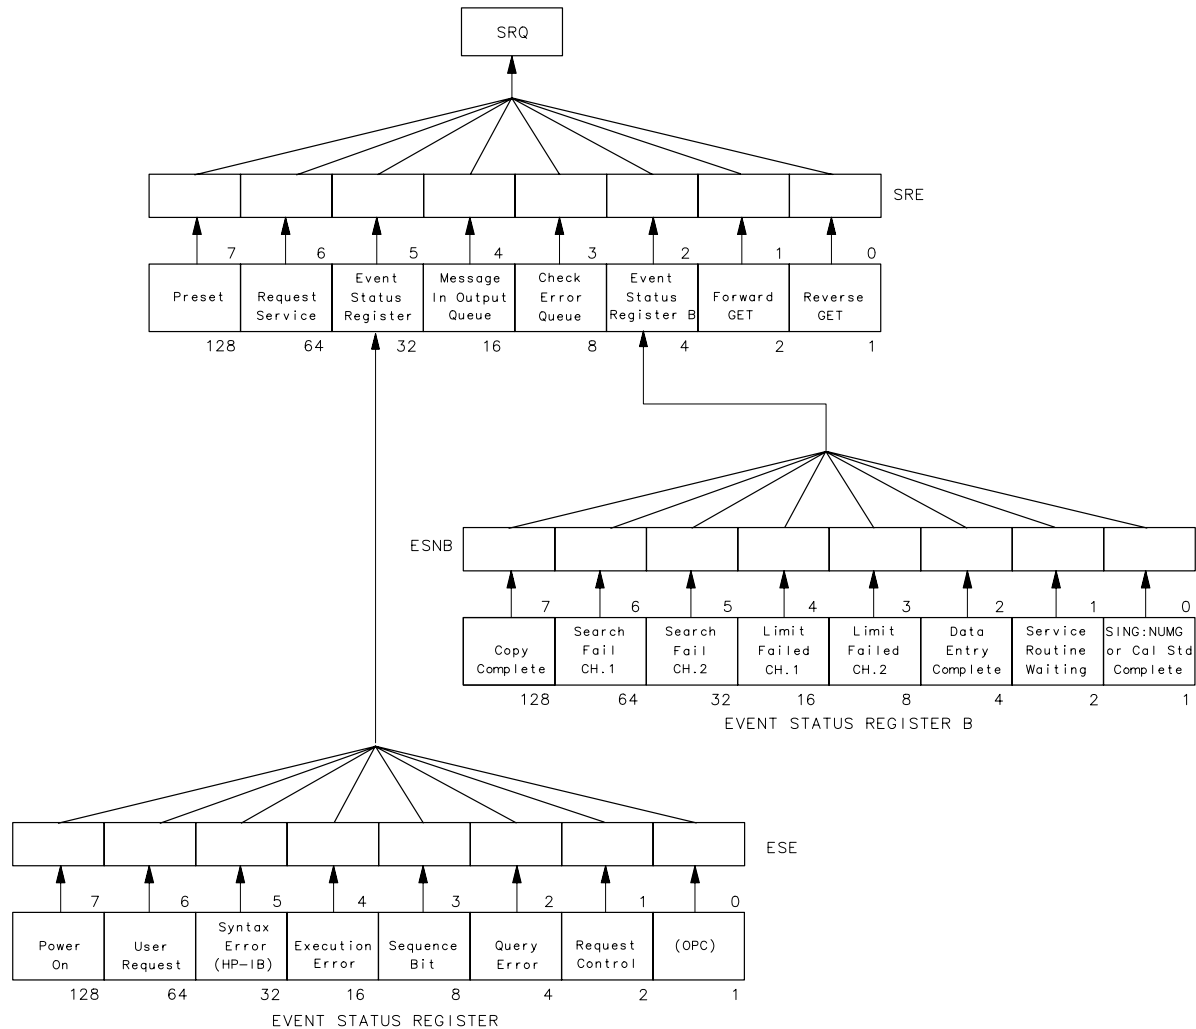 SRQ
SRE
7 6 5 4 3 2 1 0
Preset
Request
Service
Event
Status
Register
Message
In Output
Queue
Check
Error
Queue
Event
Status
Register B
Forward
GET
Reverse
GET
128 64 32 16 8 4 2 1
ESNB
7 6 5 4 3 2 1 0
Copy
Complete
Search
Fail
CH.1
Search
Fail
CH.2
Limit
Failed
CH.1
Limit
Failed
CH.2
Data
Entry
Complete
Service
Routine
Waiting
SING:NUMG
or Cal Std
Complete
128 64 32 16 8 4 2 1
EVENT STATUS REGISTER B
ESE
7 6 5 4 3 2 1 0
Power
On
User
Request
Syntax
Error
(HP-IB)
Execution
Error
Sequence
Bit
Query
Error
Request
Control
(OPC)
128 64 32 16 8 4 2 1
EVENT STATUS REGISTER